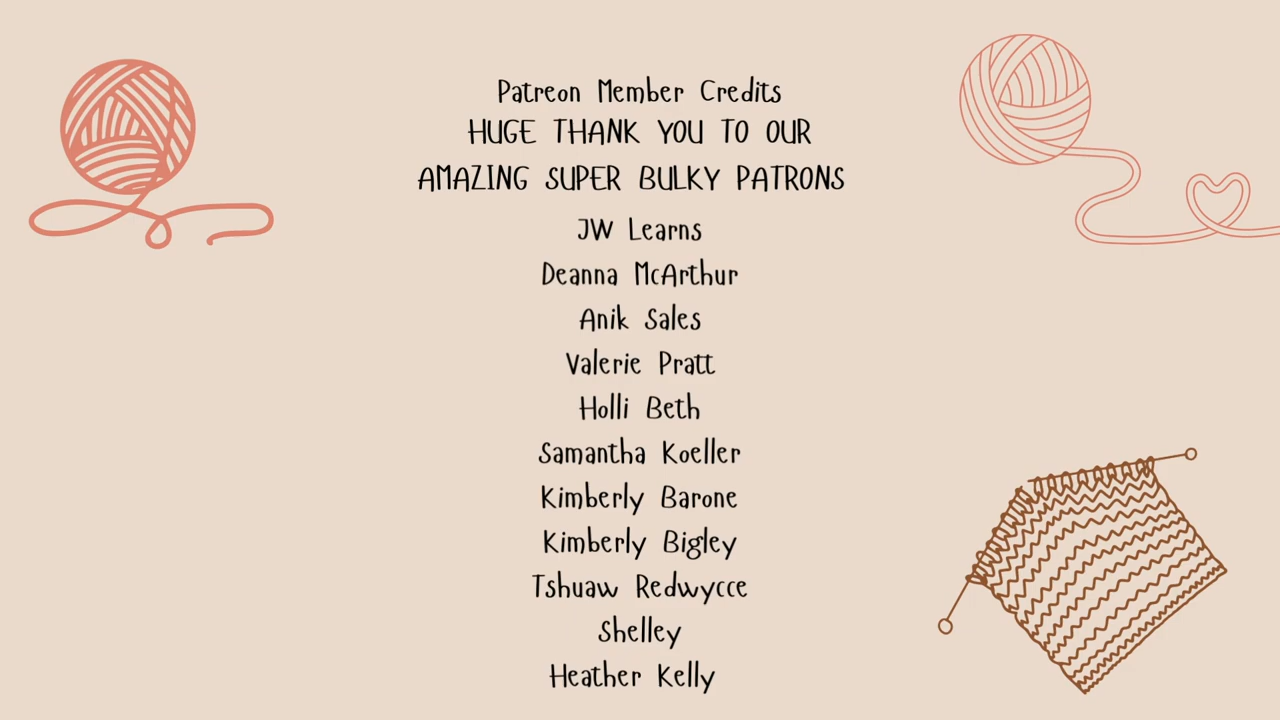 Patreon Member Credits
HUGE THANK YOU TO OUR
AMAZING SUPER BULKY PATRONS
JW Learns
Deanna McArthur
Anik Sales
Valerie Pratt
Holli Beth
Samantha Koeller
Kimberly Barone
Kimberly Bigley
Tshuaw Redwycce
Shelley
Heather Kelly